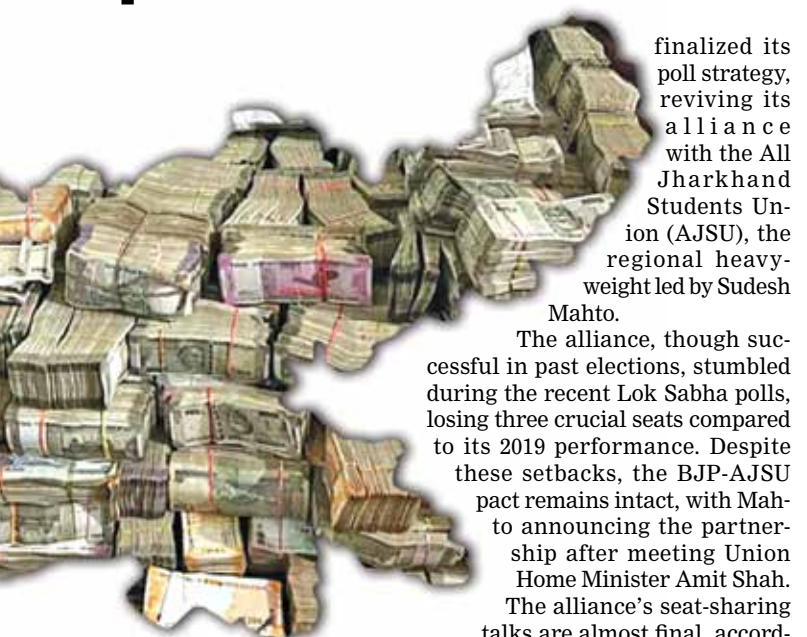 finalized its
poll strategy,
reviving its
alliance
with the All
Jharkhand
Students Un-
ion (AJSU), the
regional heavy-
weight led by Sudesh
Mahto.
The alliance, though suc-
cessful in past elections, stumbled
during the recent Lok Sabha polls,
losing three crucial seats compared
to its 2019 performance. Despite
these setbacks, the BJP-AJSU
pact remains intact, with Mah-
to announcing the partner-
ship after meeting Union
Home Minister Amit Shah.
The alliance's seat-sharing
talks are almost final, accord-